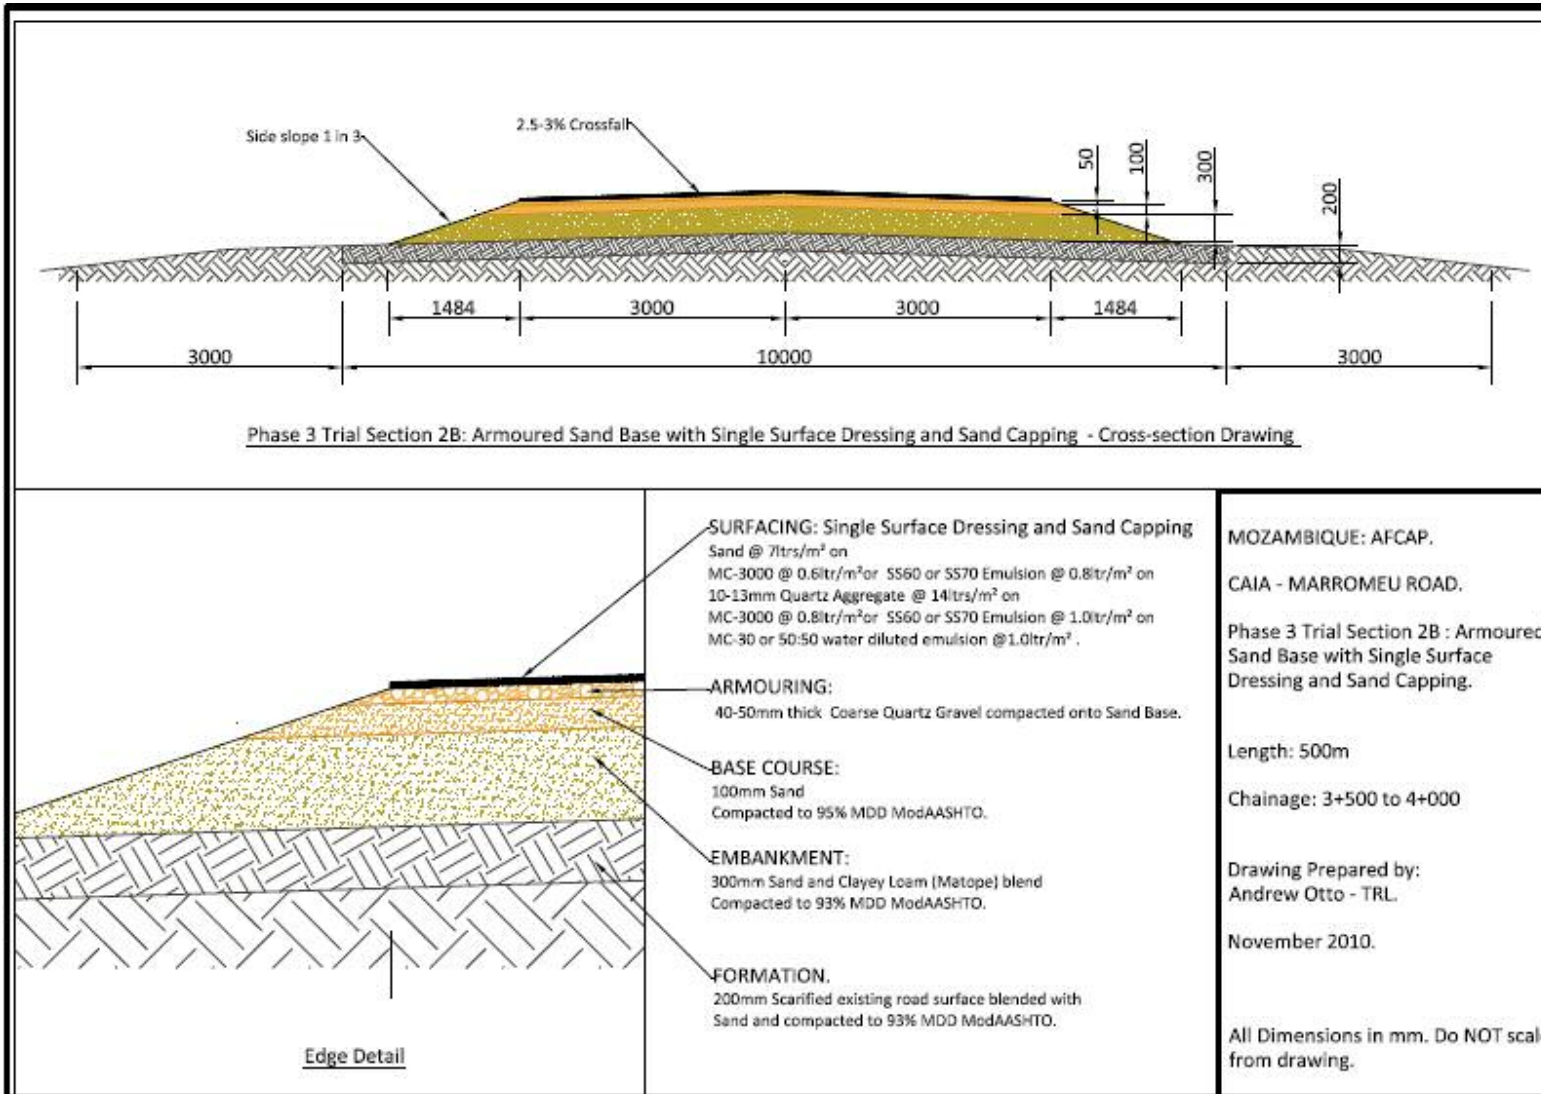 Side slope 1 in 3
2.5-3% Crossfall
50
100
300
200
1484
3000
3000
1484
3000
10000
3000
Phase 3 Trial Section 2B: Armoured Sand Base with Single Surface Dressing and Sand Capping - Cross-section Drawing
SURFACING: Single Surface Dressing and Sand Capping
Sand @ 7ltrs/m² on
MC-3000 @ 0.6ltr/m²or SS60 or SS70 Emulsion @ 0.8ltr/m² on
10-13mm Quartz Aggregate @ 14ltrs/m² on
MC-3000 @ 0.8ltr/m²or SS60 or SS70 Emulsion @ 1.0ltr/m² on
MC-30 or 50:50 water diluted emulsion @1.0ltr/m² .
ARMOURING:
40-50mm thick Coarse Quartz Gravel compacted onto Sand Base.
BASE COURSE:
100mm Sand
Compacted to 95% MDD ModAASHTO.
EMBANKMENT:
300mm Sand and Clayey Loam (Matope) blend
Compacted to 93% MDD ModAASHTO.
FORMATION.
200mm Scarified existing road surface blended with
Sand and compacted to 93% MDD ModAASHTO.
Edge Detail
MOZAMBIQUE: AFCAP.
CAIA - MARROMEU ROAD.
Phase 3 Trial Section 2B : Armoured
Sand Base with Single Surface
Dressing and Sand Capping.
Length: 500m
Chainage: 3+500 to 4+000
Drawing Prepared by:
Andrew Otto - TRL.
November 2010.
All Dimensions in mm. Do NOT scale
from drawing.